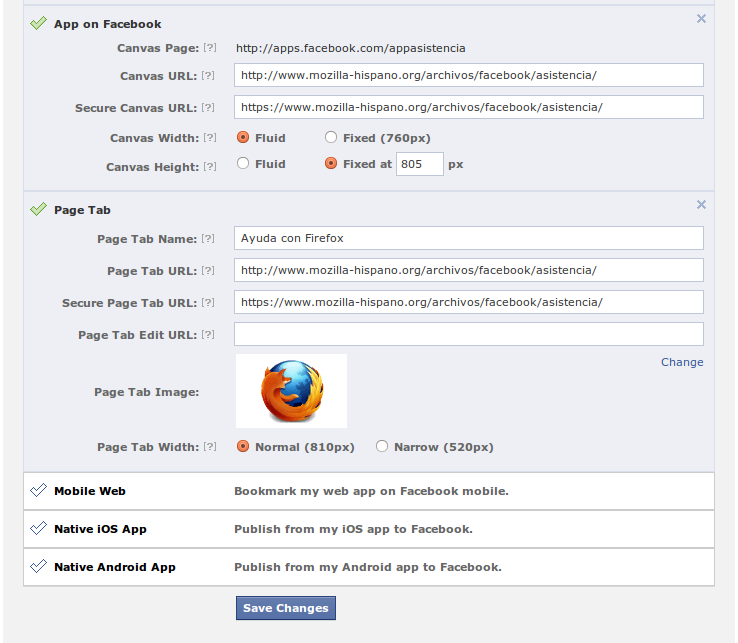 App on Facebook
Canvas Page: [?] http://apps.facebook.com/appasistencia
Canvas URL: [?] http://www.mozilla-hispano.org/archivos/facebook/asistencia/
Secure Canvas URL: [?] https://www.mozilla-hispano.org/archivos/facebook/asistencia/
Canvas Width: [?] Fluid Fixed (760px)
Canvas Height: [?] Fluid Fixed at 805 px
Page Tab
Page Tab Name: [?] Ayuda con Firefox
Page Tab URL: [?] http://www.mozilla-hispano.org/archivos/facebook/asistencia/
Secure Page Tab URL: [?] https://www.mozilla-hispano.org/archivos/facebook/asistencia/
Page Tab Edit URL: [?]
Change
Page Tab Image:
Page Tab Width: [?] Normal (810px) Narrow (520px)
Mobile Web Bookmark my web app on Facebook mobile.
Native iOS App Publish from my iOS app to Facebook.
Native Android App Publish from my Android app to Facebook.
Save Changes